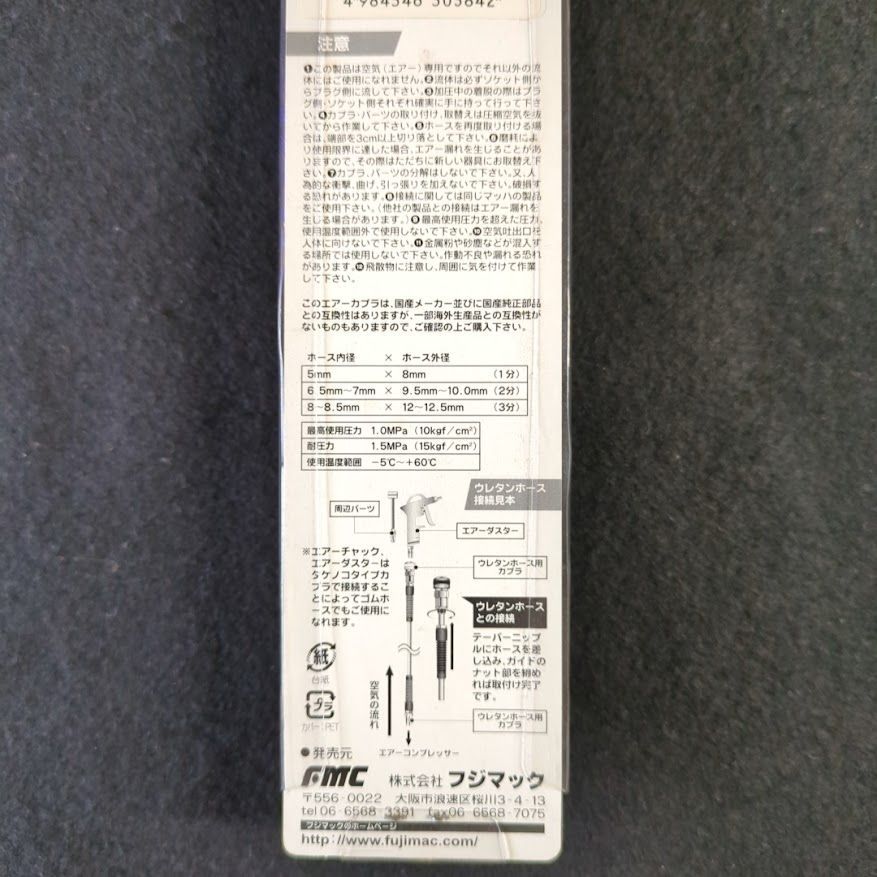 4 984546 303642
注意
❶この製品は空気（エアー）専用ですのでそれ以外の流
体にはご使用になれません。❷流体は必ずソケット側か
らプラグ側に流して下さい。❸加圧中の着脱の際はプラ
グ側・ソケット側それぞれ確実に手に持って行って下さ
い。❹カプラ・パーツの取り付け、取替えは圧縮空気を抜
いてから作業して下さい。❺ホースを再度取り付ける場
合は、端部を3cm以上切り落として下さい。❻磨耗によ
り使用限界に達した場合、エアー漏れを生じることがあ
りますので、その際はただちに新しい器具にお取替え下
さい。❼カプラ、パーツの分解はしないで下さい。又、人
為的な衝撃、曲げ、引っ張りを加えないで下さい。破損す
る恐れがあります。❽接続に関しては同じマッハの製品
をご使用下さい。（他社の製品との接続はエアー漏れを
生じる場合があります。）❾最高使用圧力を超えた圧力、
使用温度範囲外で使用しないで下さい。❿空気吐出口を
人体に向けないで下さい。⓫金属粉や砂塵などが混入す
る場所では使用しないで下さい。作動不良や漏れる恐れ
があります。⓬飛散物に注意し、周囲に気を付けて作業
して下さい。
このエアーカプラは、国産メーカー並びに国産純正部品
との互換性はありますが、一部海外生産品との互換性が
ないものもありますので、ご確認の上ご購入下さい。
ホース内径 × ホース外径
5mm × 8mm （1分）
6.5mm～7mm × 9.5mm～10.0mm （2分）
8～8.5mm × 12～12.5mm （3分）
最高使用圧力 1.0MPa（10kgf／cm²）
耐圧力 1.5MPa（15kgf／cm²）
使用温度範囲 −5℃～＋60℃
ウレタンホース
接続見本
周辺パーツ
エアーダスター
※エアーチャック、
エアーダスターは
タケノコタイプカ
プラで接続するこ
とによってゴムホ
ースでもご使用に
なれます。
ウレタンホース用
カプラ
ウレタンホース
との接続
テーパーニップ
ルにホースを差
し込み、ガイドの
ナット部を締め
れば取付け完了
です。
紙
台紙
プラ
カバー：PET
空気の流れ
ウレタンホース用
カプラ
エアーコンプレッサー
●発売元
FMC 株式会社 フジマック
〒556-0022 大阪市浪速区桜川3-4-13
tel 06-6568-3391 fax 06-6568-7075
フジマックのホームページ
http://www.fujimac.com/